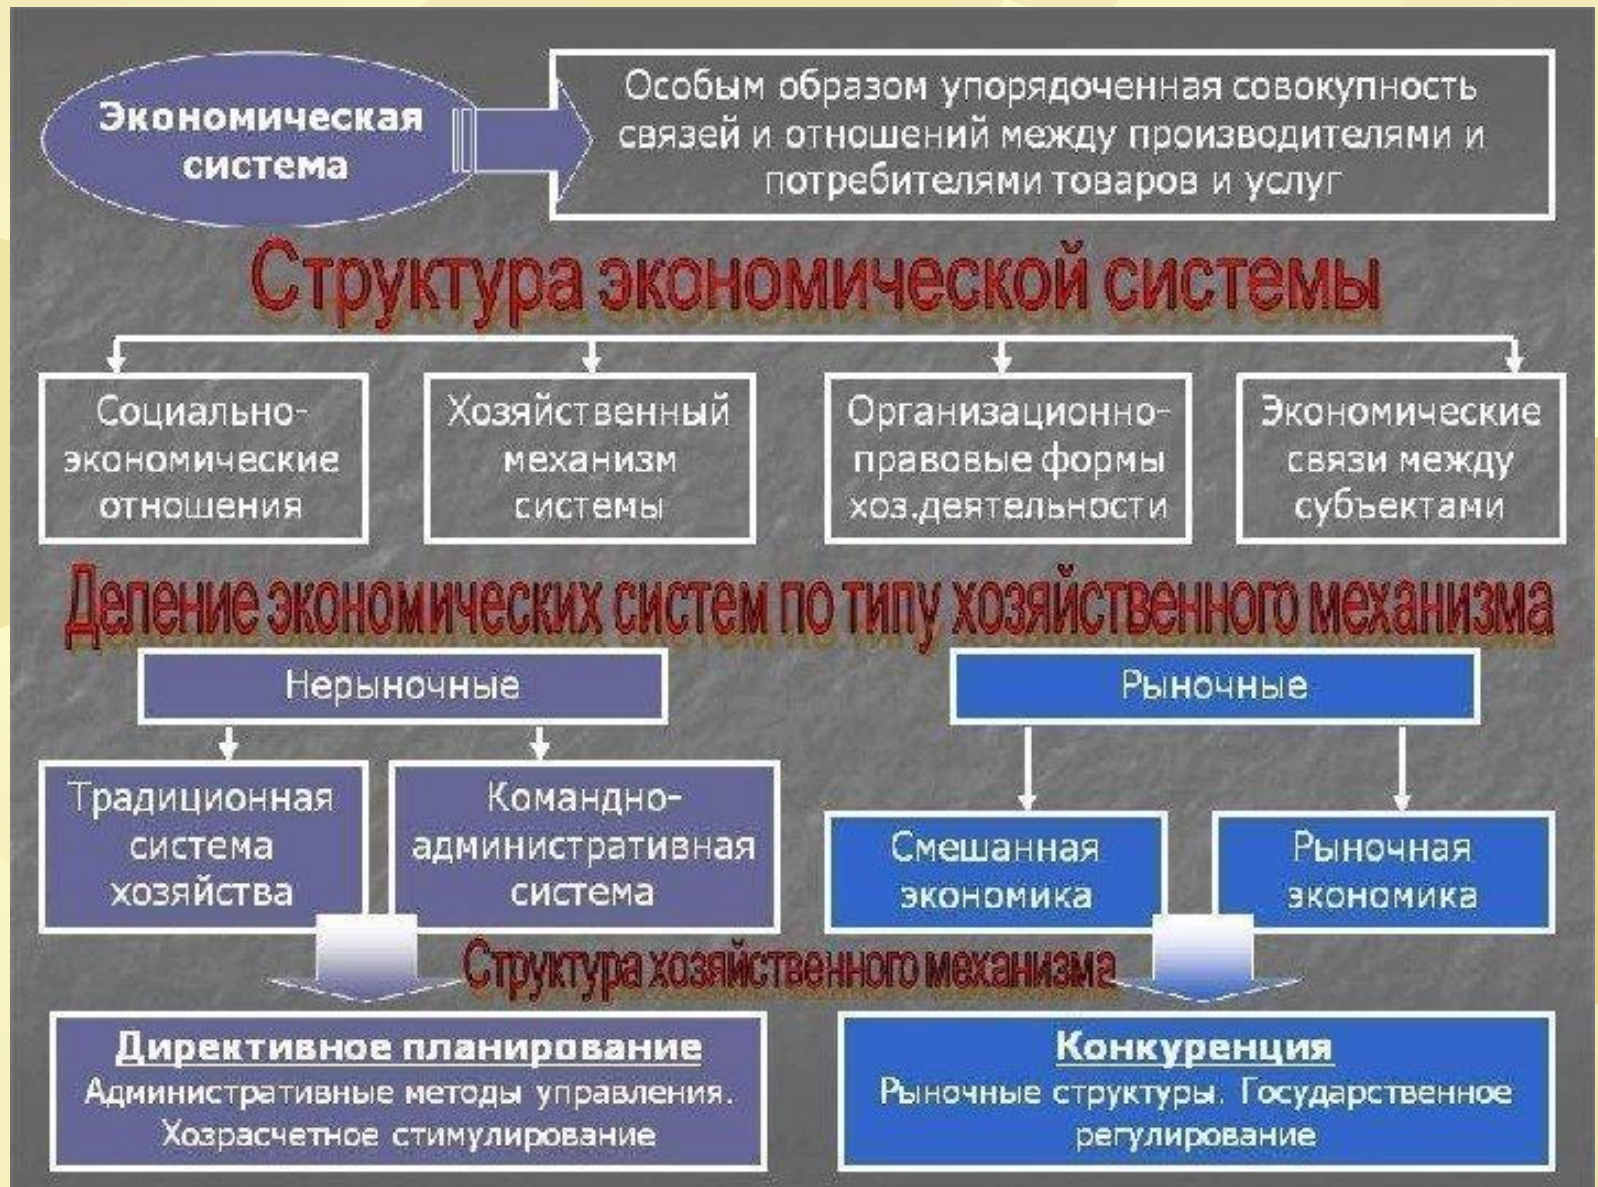 Экономическая
система
Особым образом упорядоченная совокупность
связей и отношений между производителями и
потребителями товаров и услуг
Структура экономической системы
Социально-
экономические
отношения
Хозяйственный
механизм
системы
Организационно-
правовые формы
хоз.деятельности
Экономические
связи между
субъектами
Деление экономических систем по типу хозяйственного механизма
Нерыночные
Рыночные
Традиционная
система
хозяйства
Командно-
административная
система
Смешанная
экономика
Рыночная
экономика
Структура хозяйственного механизма
Директивное планирование
Административные методы управления.
Хозрасчетное стимулирование
Конкуренция
Рыночные структуры. Государственное
регулирование